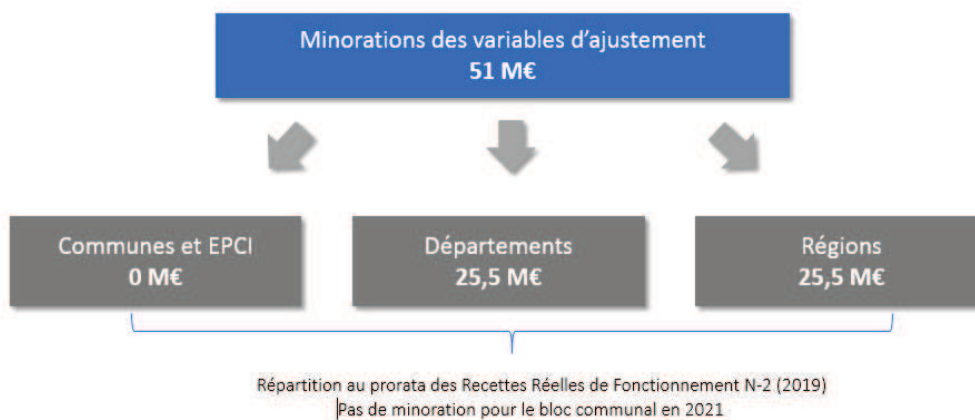 Minorations des variables d'ajustement
51 M€
Communes et EPCI
0 M€
Départements
25,5 M€
Régions
25,5 M€
Répartition au prorata des Recettes Réelles de Fonctionnement N-2 (2019)
Pas de minoration pour le bloc communal en 2021